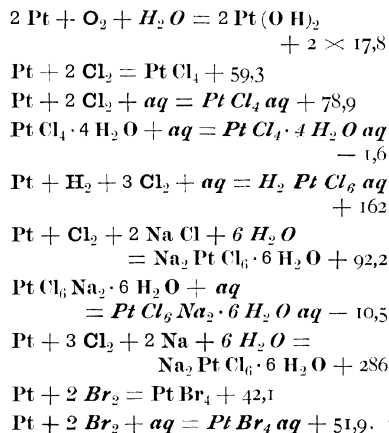 2 Pt + O₂ + H₂O = 2 Pt (O H)₂
+ 2 × 17,8
Pt + 2 Cl₂ = Pt Cl₄ + 59,3
Pt + 2 Cl₂ + aq = Pt Cl₄ aq + 78,9
Pt Cl₄ · 4 H₂O + aq = Pt Cl₄ · 4 H₂O aq
− 1,6
Pt + H₂ + 3 Cl₂ + aq = H₂ Pt Cl₆ aq
+ 162
Pt + Cl₂ + 2 Na Cl + 6 H₂O
= Na₂ Pt Cl₆ · 6 H₂O + 92,2
Pt Cl₆ Na₂ · 6 H₂O + aq
= Pt Cl₆ Na₂ · 6 H₂O aq − 10,5
Pt + 3 Cl₂ + 2 Na + 6 H₂O =
Na₂ Pt Cl₆ · 6 H₂O + 286
Pt + 2 Br₂ = Pt Br₄ + 42,1
Pt + 2 Br₂ + aq = Pt Br₄ aq + 51,9.